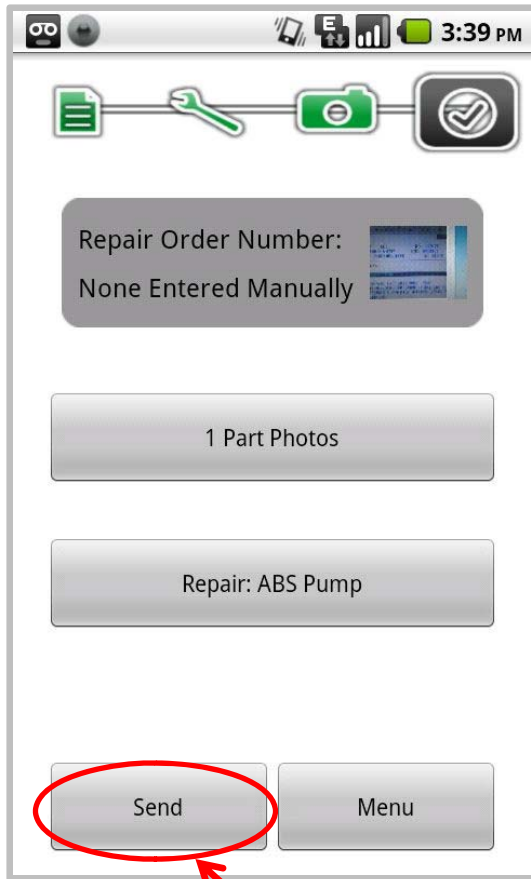 E
3:39 PM
Repair Order Number:
None Entered Manually
1 Part Photos
Repair: ABS Pump
Send
Menu